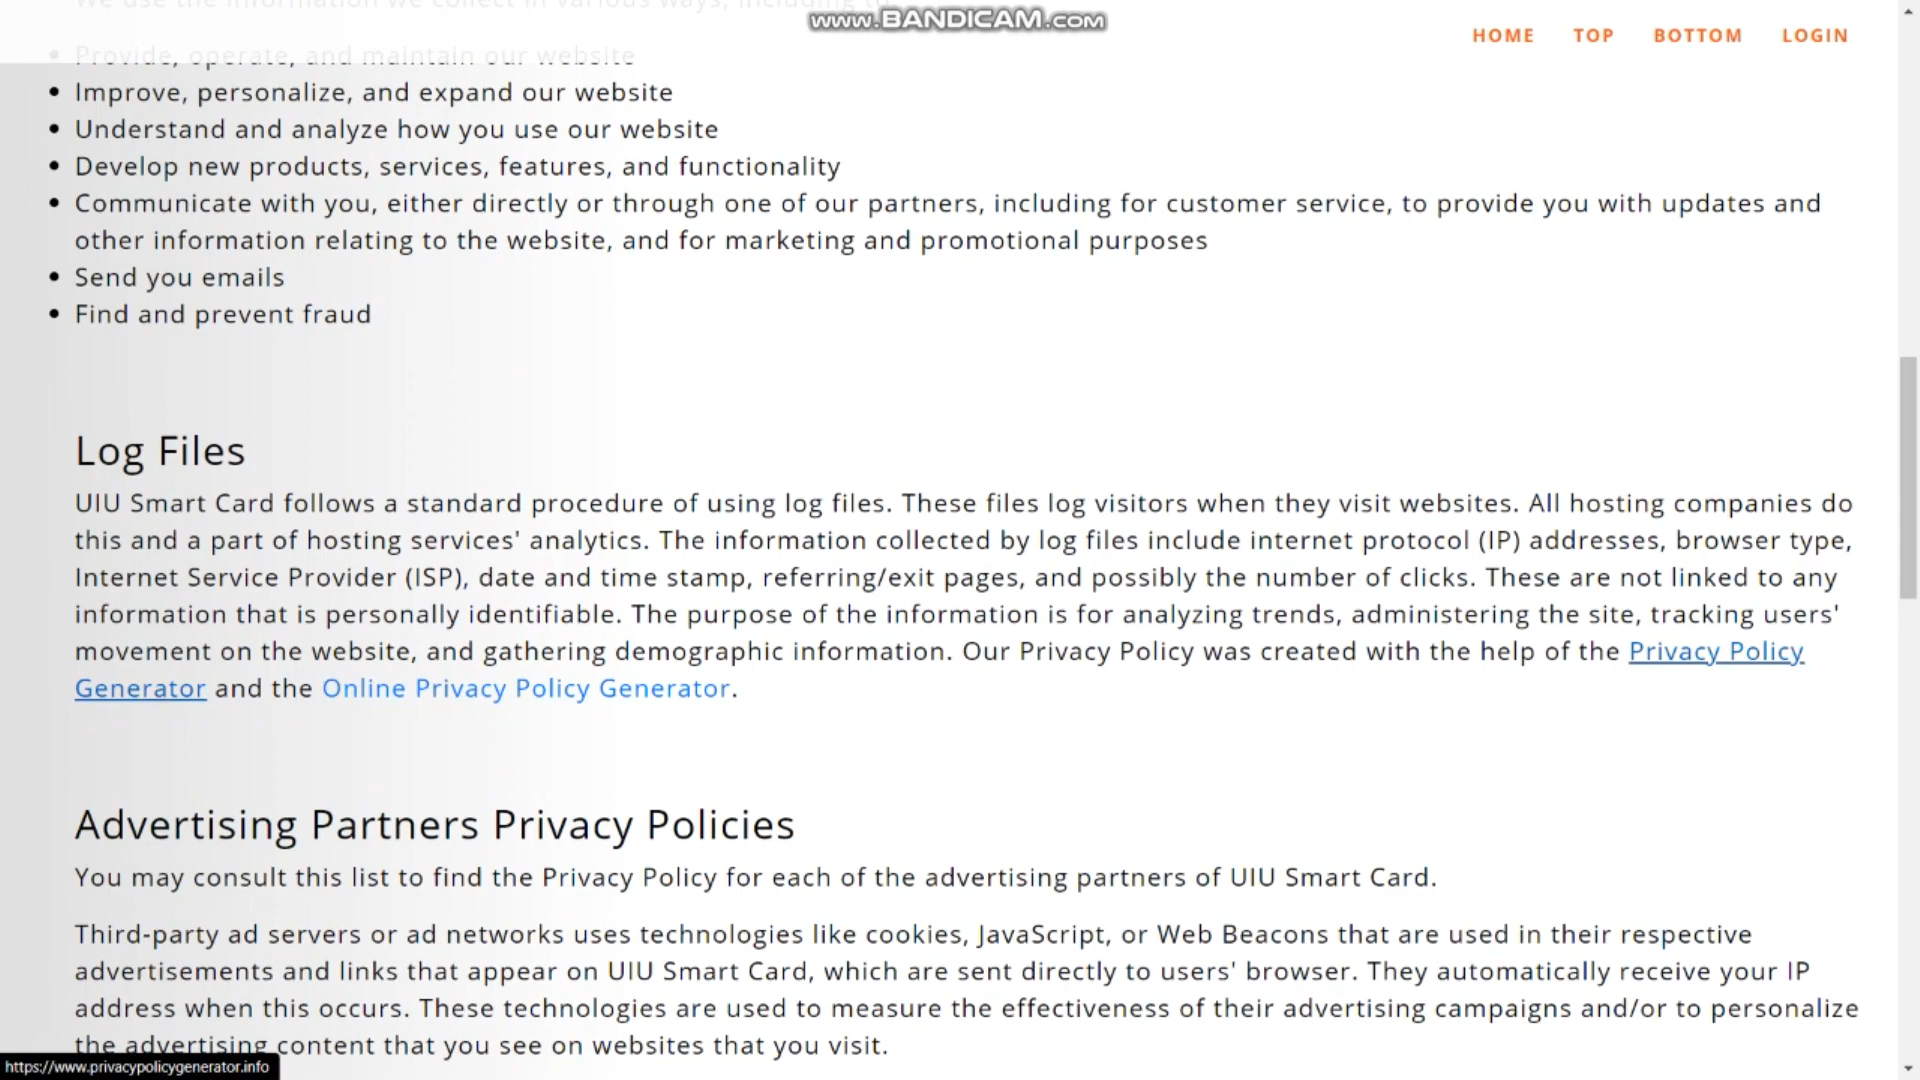 We use the information we collect in various ways, including to:
www.BANDICAM.com
HOME TOP BOTTOM LOGIN
Provide, operate, and maintain our website
Improve, personalize, and expand our website
Understand and analyze how you use our website
Develop new products, services, features, and functionality
Communicate with you, either directly or through one of our partners, including for customer service, to provide you with updates and
other information relating to the website, and for marketing and promotional purposes
Send you emails
Find and prevent fraud
Log Files
UIU Smart Card follows a standard procedure of using log files. These files log visitors when they visit websites. All hosting companies do
this and a part of hosting services' analytics. The information collected by log files include internet protocol (IP) addresses, browser type,
Internet Service Provider (ISP), date and time stamp, referring/exit pages, and possibly the number of clicks. These are not linked to any
information that is personally identifiable. The purpose of the information is for analyzing trends, administering the site, tracking users'
movement on the website, and gathering demographic information. Our Privacy Policy was created with the help of the Privacy Policy
Generator and the Online Privacy Policy Generator.
Advertising Partners Privacy Policies
You may consult this list to find the Privacy Policy for each of the advertising partners of UIU Smart Card.
Third-party ad servers or ad networks uses technologies like cookies, JavaScript, or Web Beacons that are used in their respective
advertisements and links that appear on UIU Smart Card, which are sent directly to users' browser. They automatically receive your IP
address when this occurs. These technologies are used to measure the effectiveness of their advertising campaigns and/or to personalize
the advertising content that you see on websites that you visit.
https://www.privacypolicygenerator.info